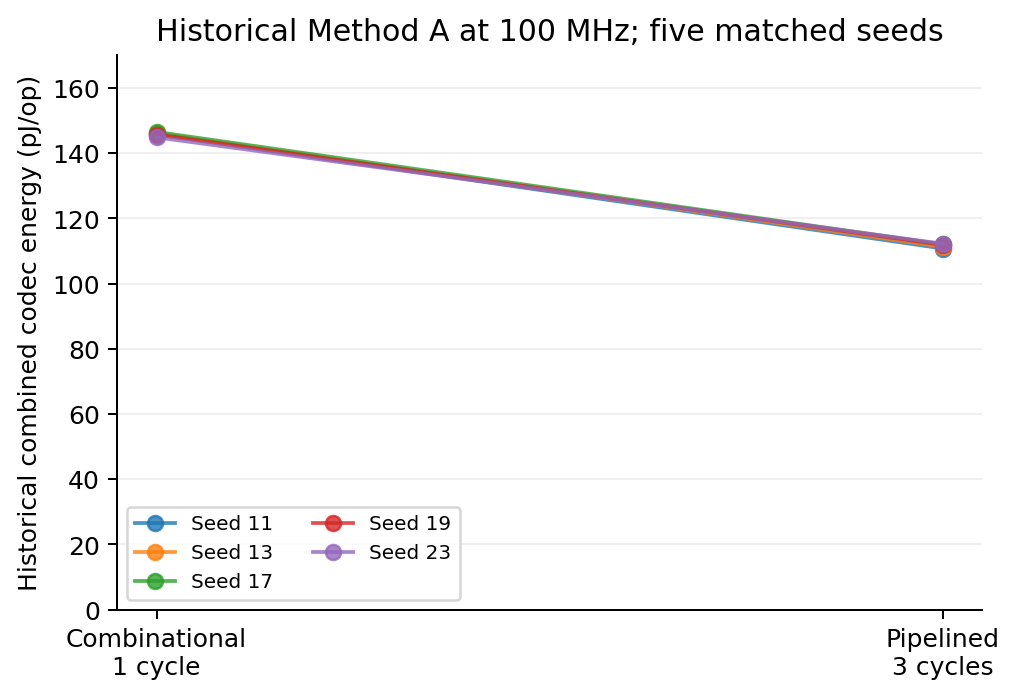 Historical Method A at 100 MHz; five matched seeds
Historical combined codec energy (pJ/op)
160
140
120
100
80
60
40
20
0
Seed 11
Seed 13
Seed 17
Seed 19
Seed 23
Combinational
1 cycle
Pipelined
3 cycles